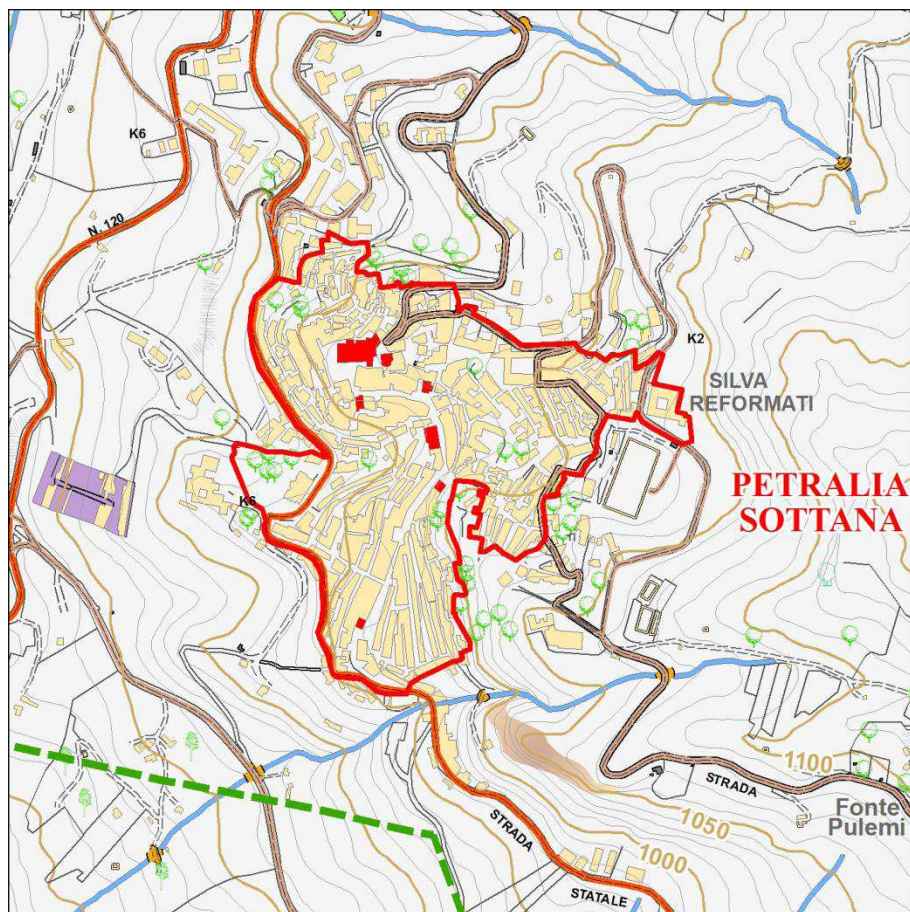 K6
N. 120
K2
SILVA
REFORMATI
PETRALIA
SOTTANA
K6
1100
STRADA
Fonte
Pulemi
1050
1000
STRADA
STATALE